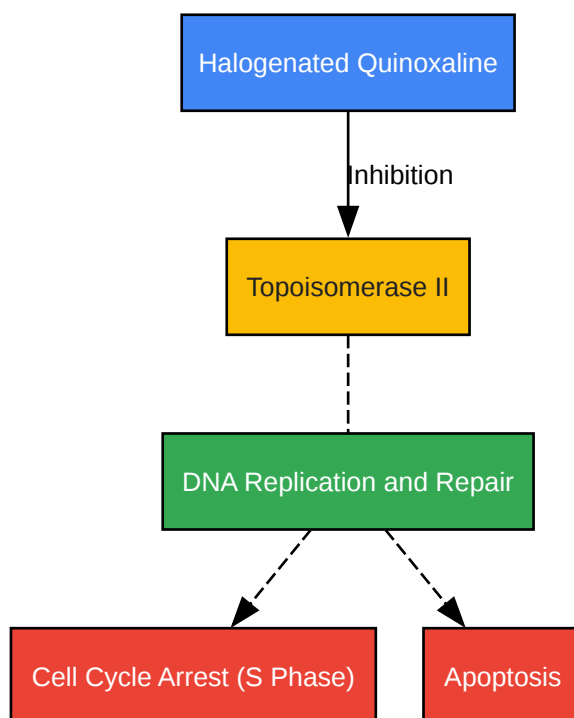 Halogenated Quinoxaline
Inhibition
Topoisomerase II
DNA Replication and Repair
Cell Cycle Arrest (S Phase)
Apoptosis